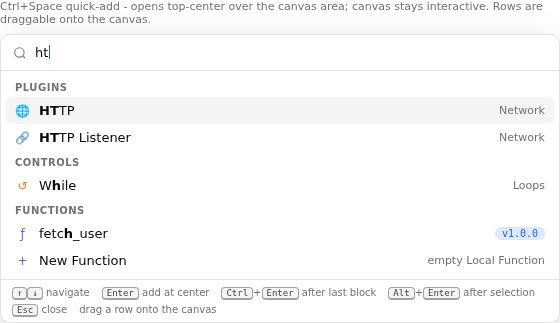 Ctrl+Space quick-add - opens top-center over the canvas area; canvas stays interactive. Rows are
draggable onto the canvas.
ht
PLUGINS
HTTP Network
HTTP Listener Network
CONTROLS
While Loops
FUNCTIONS
fetch_user v1.0.0
New Function empty Local Function
↑ ↓ navigate Enter add at center Ctrl+Enter after last block Alt+Enter after selection
Esc close drag a row onto the canvas